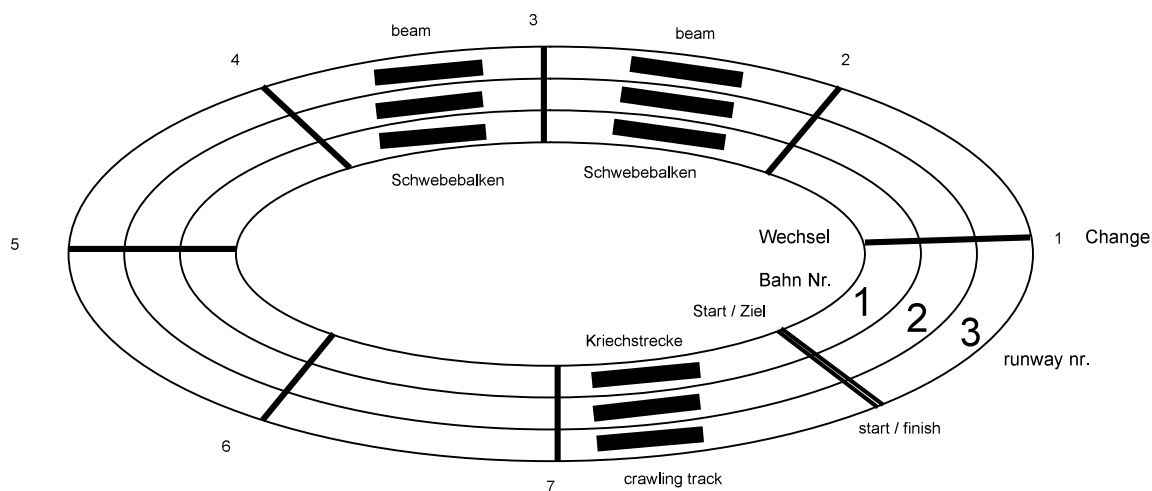 beam
3
beam
4
2
Schwebebalken
Schwebebalken
5
Wechsel
1
Change
Bahn Nr.
1
2
3
Start / Ziel
Kriechstrecke
runway nr.
start / finish
6
crawling track
7